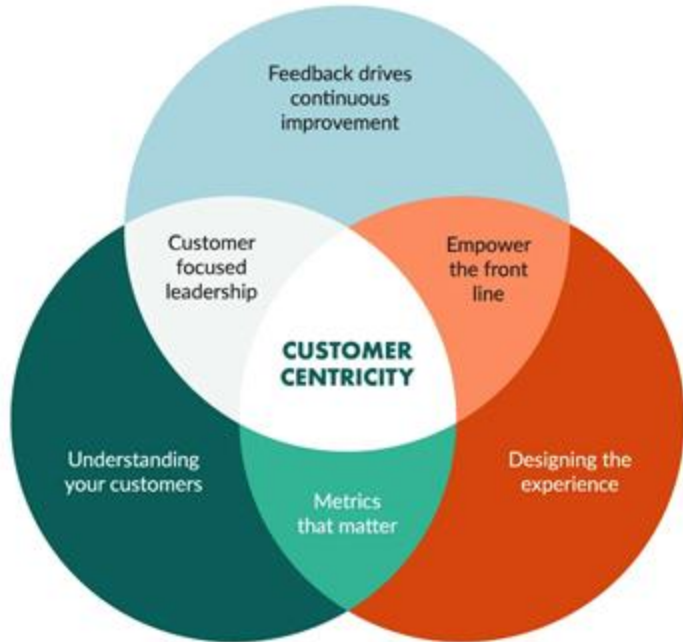 Feedback drives
continuous
improvement
Customer
focused
leadership
Empower
the front
line
CUSTOMER
CENTRICITY
Understanding
your customers
Designing the
experience
Metrics
that matter